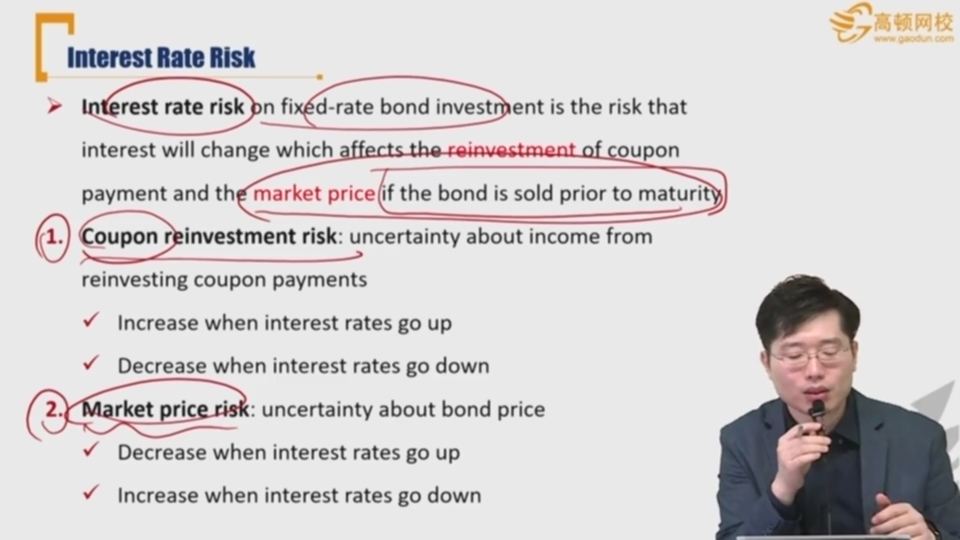 高顿网校
www.gaodun.com
Interest Rate Risk
Interest rate risk on fixed-rate bond investment is the risk that
interest will change which affects the reinvestment of coupon
payment and the market price if the bond is sold prior to maturity
1. Coupon reinvestment risk: uncertainty about income from
reinvesting coupon payments
Increase when interest rates go up
Decrease when interest rates go down
2. Market price risk: uncertainty about bond price
Decrease when interest rates go up
Increase when interest rates go down